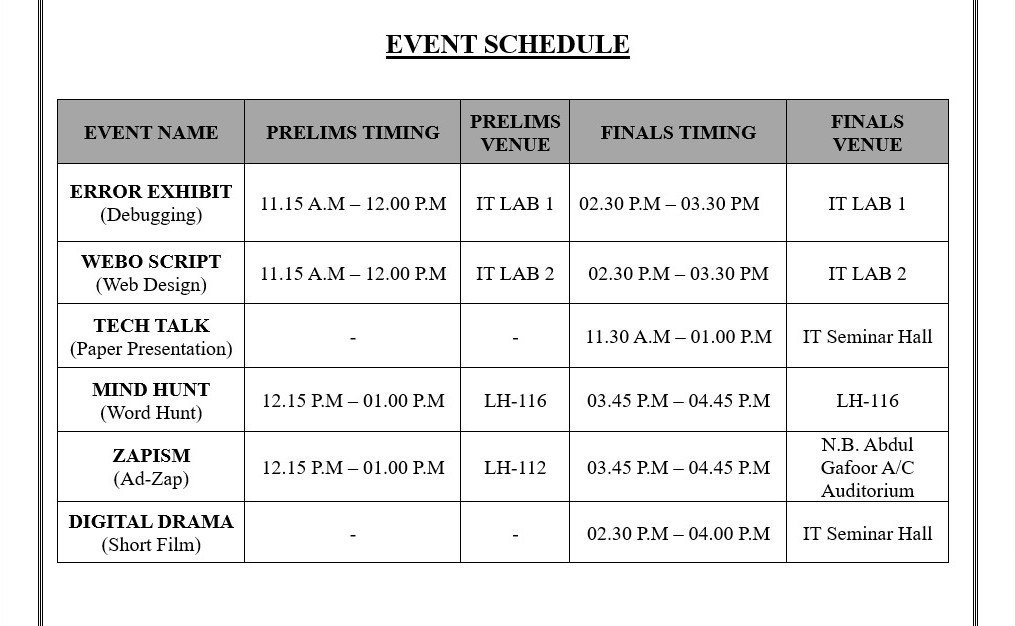 EVENT SCHEDULE
EVENT NAME PRELIMS TIMING PRELIMS VENUE FINALS TIMING FINALS VENUE
ERROR EXHIBIT (Debugging) 11.15 A.M – 12.00 P.M IT LAB 1 02.30 P.M – 03.30 PM IT LAB 1
WEBO SCRIPT (Web Design) 11.15 A.M – 12.00 P.M IT LAB 2 02.30 P.M – 03.30 PM IT LAB 2
TECH TALK (Paper Presentation) - - 11.30 A.M – 01.00 P.M IT Seminar Hall
MIND HUNT (Word Hunt) 12.15 P.M – 01.00 P.M LH-116 03.45 P.M – 04.45 P.M LH-116
ZAPISM (Ad-Zap) 12.15 P.M – 01.00 P.M LH-112 03.45 P.M – 04.45 P.M N.B. Abdul Gafoor A/C Auditorium
DIGITAL DRAMA (Short Film) - - 02.30 P.M – 04.00 P.M IT Seminar Hall